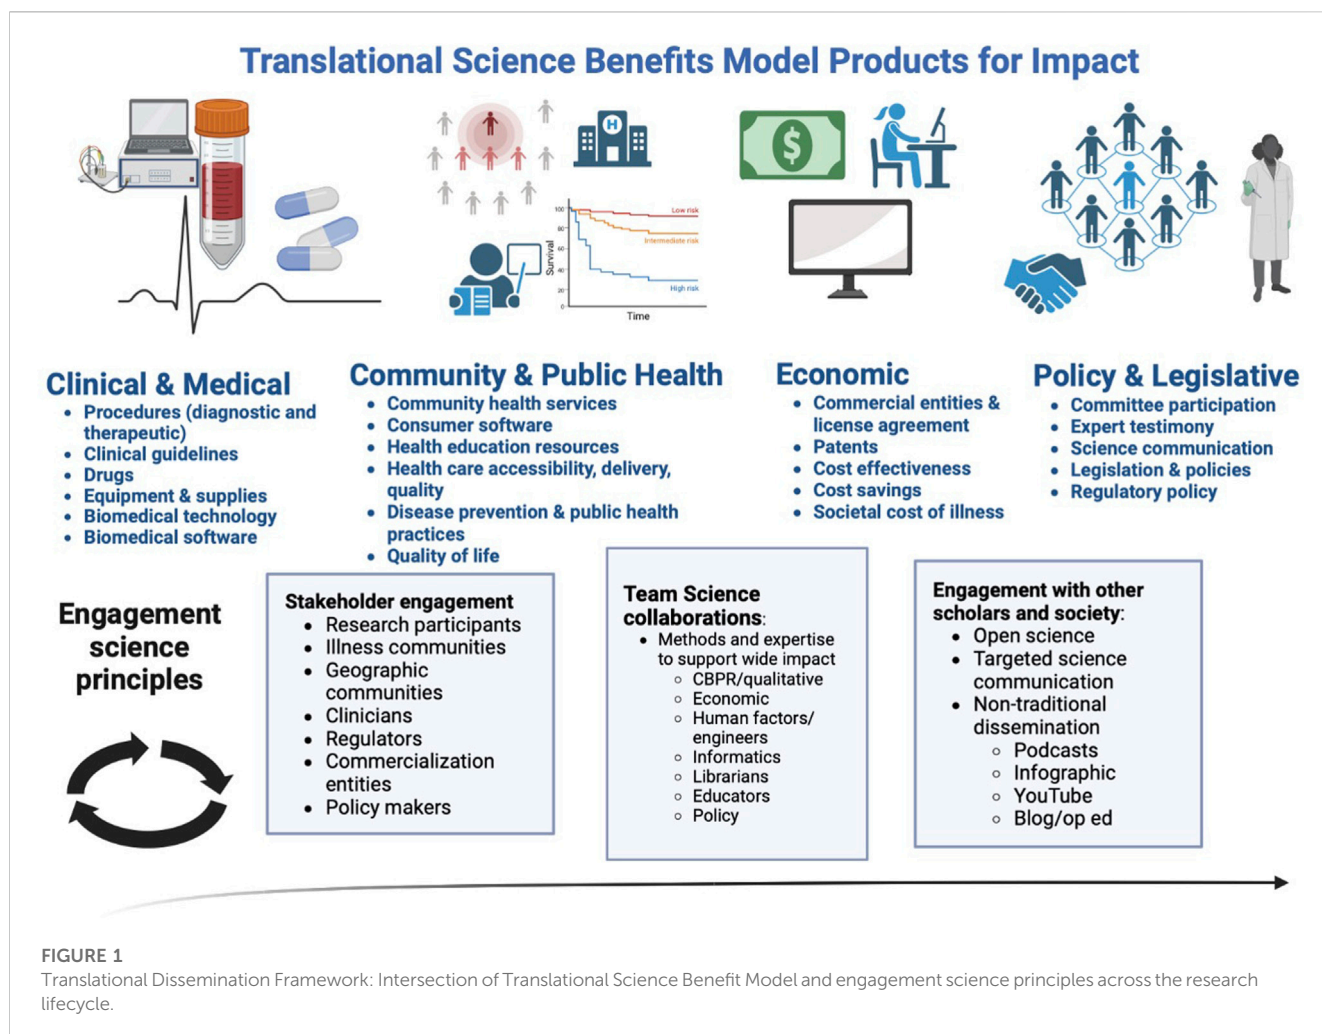 Translational Science Benefits Model Products for Impact
H
$
100
80
60
40
20
0
Survival
Low risk
Intermediate risk
High risk
Time
Clinical & Medical
• Procedures (diagnostic and
therapeutic)
• Clinical guidelines
• Drugs
• Equipment & supplies
• Biomedical technology
• Biomedical software
Community & Public Health
• Community health services
• Consumer software
• Health education resources
• Health care accessibility, delivery,
quality
• Disease prevention & public health
practices
• Quality of life
Economic
• Commercial entities &
license agreement
• Patents
• Cost effectiveness
• Cost savings
• Societal cost of illness
Policy & Legislative
• Committee participation
• Expert testimony
• Science communication
• Legislation & policies
• Regulatory policy
Engagement
science
principles
Stakeholder engagement
• Research participants
• Illness communities
• Geographic
communities
• Clinicians
• Regulators
• Commercialization
entities
• Policy makers
Team Science
collaborations:
• Methods and expertise
to support wide impact
○ CBPR/qualitative
○ Economic
○ Human factors/
engineers
○ Informatics
○ Librarians
○ Educators
○ Policy
Engagement with other
scholars and society:
• Open science
• Targeted science
communication
• Non-traditional
dissemination
○ Podcasts
○ Infographic
○ YouTube
○ Blog/op ed
FIGURE 1
Translational Dissemination Framework: Intersection of Translational Science Benefit Model and engagement science principles across the research
lifecycle.